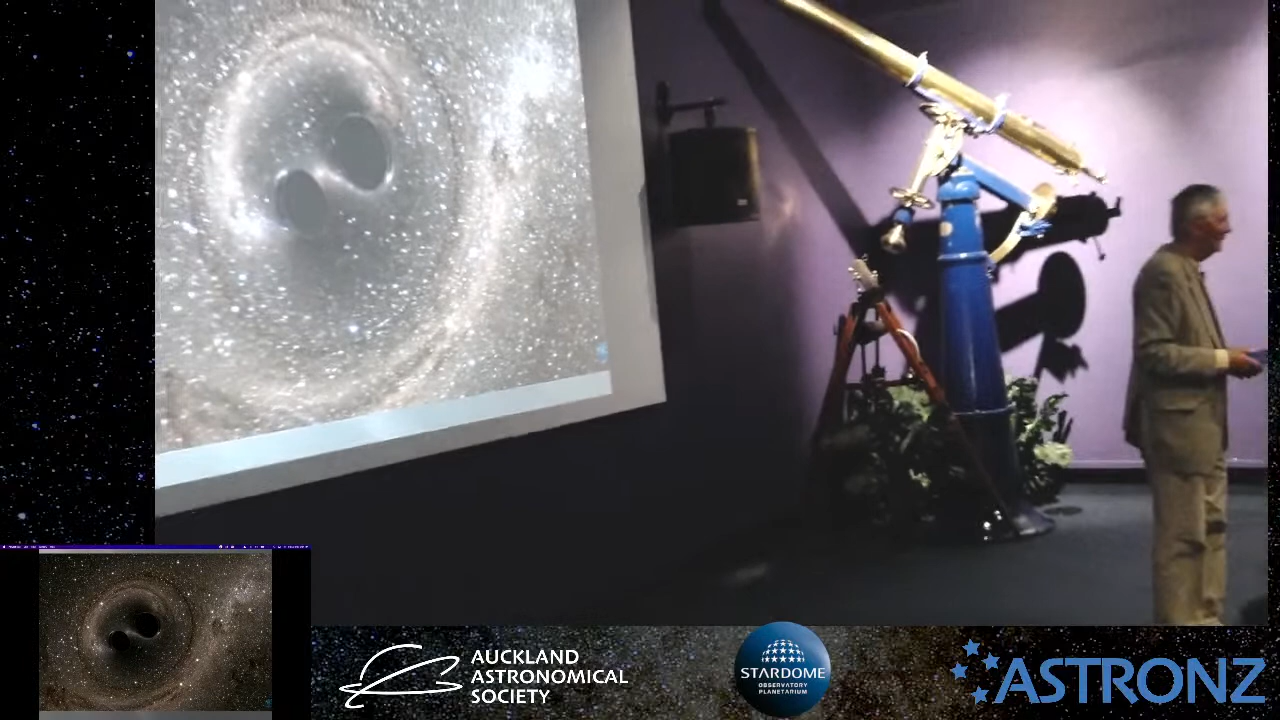 AUCKLAND
ASTRONOMICAL
SOCIETY
STARDOME
OBSERVATORY
PLANETARIUM
ASTRONZ